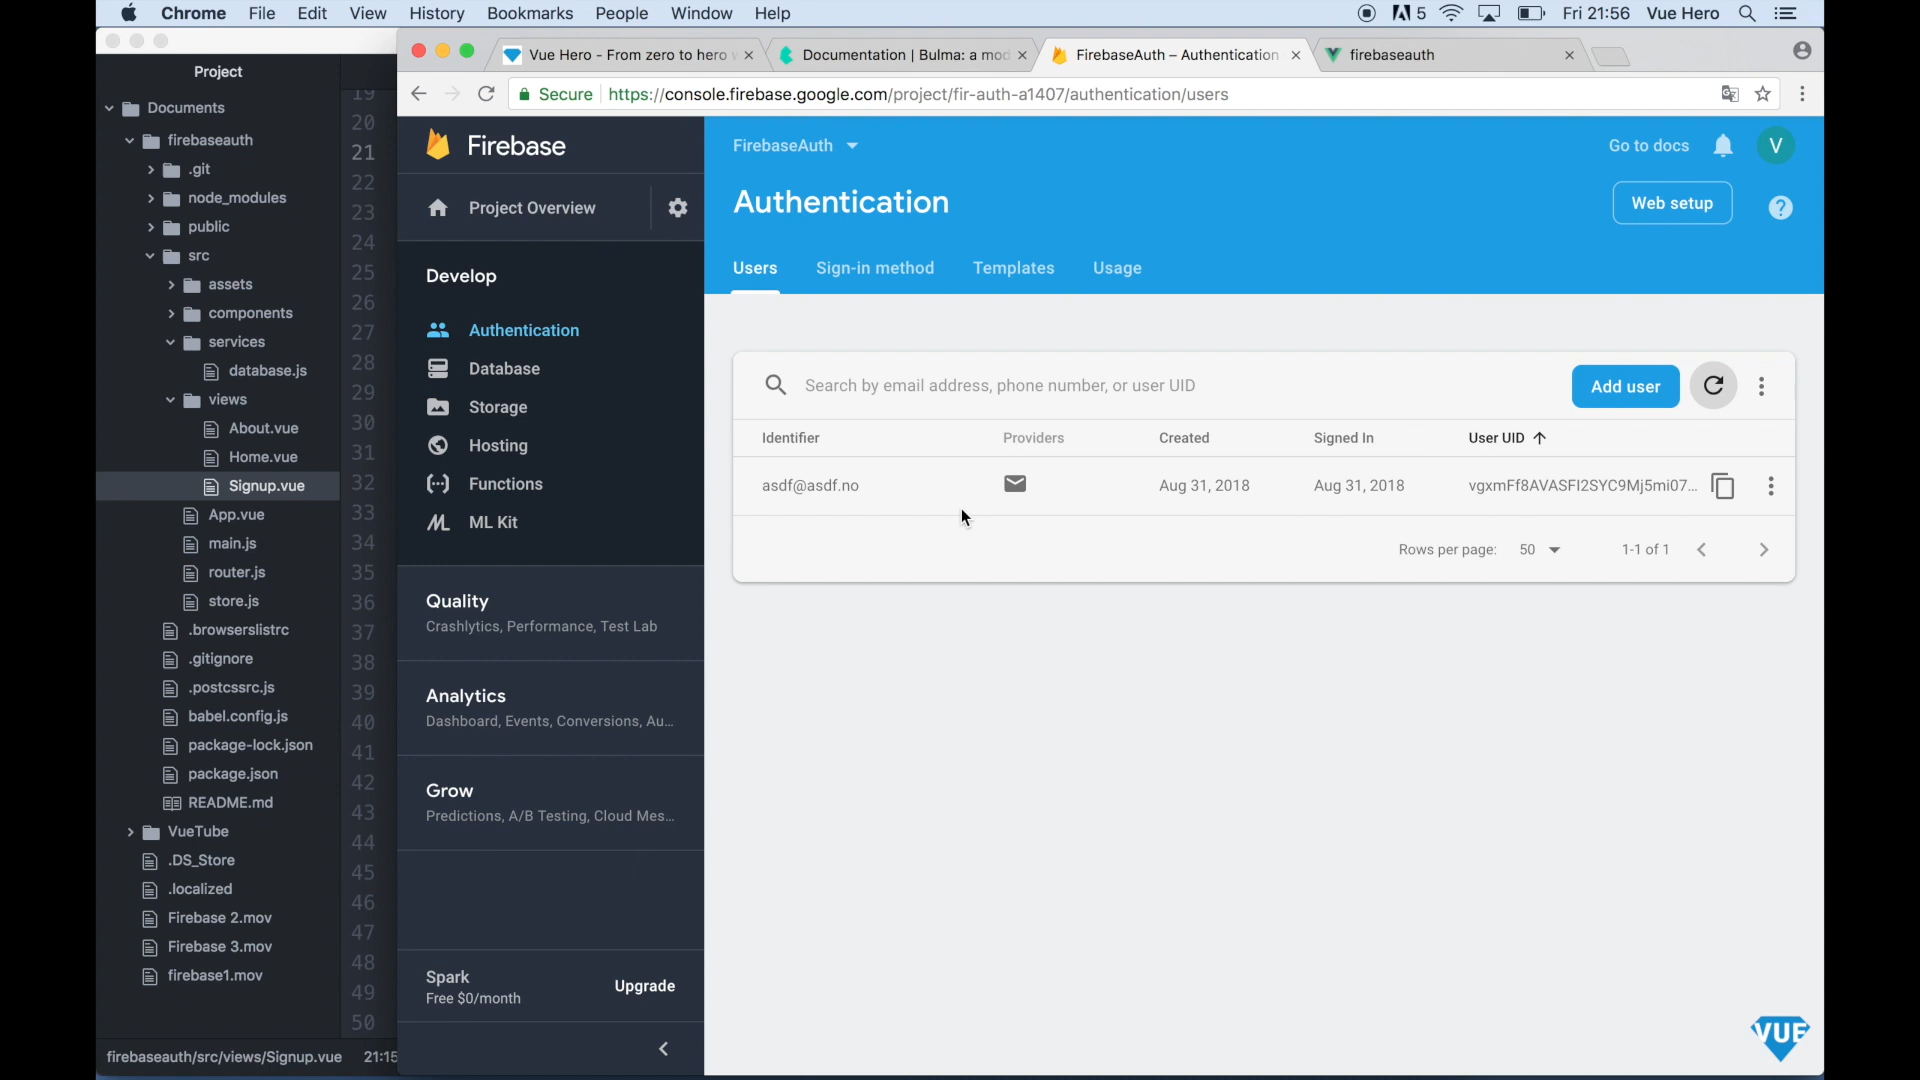 Chrome File Edit View History Bookmarks People Window Help 5 Fri 21:56 Vue Hero
Project
Documents
firebaseauth
.git
node_modules
public
src
assets
components
services
database.js
views
About.vue
Home.vue
Signup.vue
App.vue
main.js
router.js
store.js
.browserslistrc
.gitignore
.postcssrc.js
babel.config.js
package-lock.json
package.json
README.md
VueTube
.DS_Store
.localized
Firebase 2.mov
Firebase 3.mov
firebase1.mov
firebaseauth/src/views/Signup.vue 21:15
19
20
21
22
23
24
25
26
27
28
29
30
31
32
33
34
35
36
37
38
39
40
41
42
43
44
45
46
47
48
49
50
Vue Hero - From zero to hero Documentation | Bulma: a mod FirebaseAuth – Authentication firebaseauth
Secure https://console.firebase.google.com/project/fir-auth-a1407/authentication/users
Firebase
Project Overview
Develop
Authentication
Database
Storage
Hosting
Functions
ML Kit
Quality
Crashlytics, Performance, Test Lab
Analytics
Dashboard, Events, Conversions, Au...
Grow
Predictions, A/B Testing, Cloud Mes...
Spark
Free $0/month
Upgrade
FirebaseAuth Go to docs V
Authentication Web setup
Users Sign-in method Templates Usage
Search by email address, phone number, or user UID Add user
Identifier Providers Created Signed In User UID
asdf@asdf.no Aug 31, 2018 Aug 31, 2018 vgxmFf8AVASFI2SYC9Mj5mi07...
Rows per page: 50 1-1 of 1
VUE